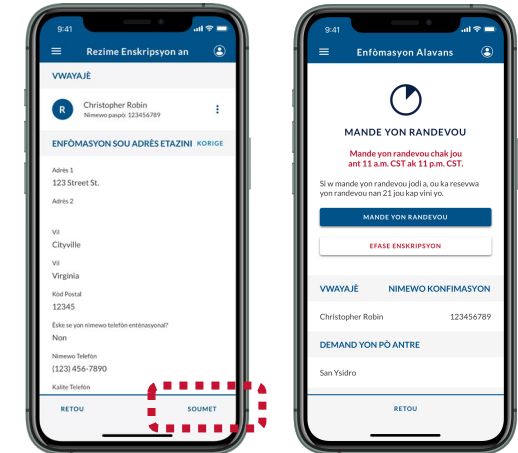 9:41
Rezime Enskripsyon an
VWAYAJÈ
R
Christopher Robin
Nimewo paspò: 123456789
ENFÒMASYON SOU ADRÈS ETAZINI KORIGE
Adrès 1
123 Street St.
Adrès 2
Vil
Cityville
Vil
Virginia
Kòd Postal
12345
Èske se yon nimewo telefòn entènasyonal?
Non
Nimewo Telefòn
(123) 456-7890
Kalite Telefòn
RETOU SOUMET
9:41
Enfòmasyon Alavans
MANDE YON RANDEVOU
Mande yon randevou chak jou
ant 11 a.m. CST ak 11 p.m. CST.
Si w mande yon randevou jodi a, ou ka resevwa
yon randevou nan 21 jou kap vini yo.
MANDE YON RANDEVOU
EFASE ENSKRIPSYON
VWAYAJÈ NIMEWO KONFIMASYON
Christopher Robin 123456789
DEMAND YON PÒ ANTRE
San Ysidro
RETOU